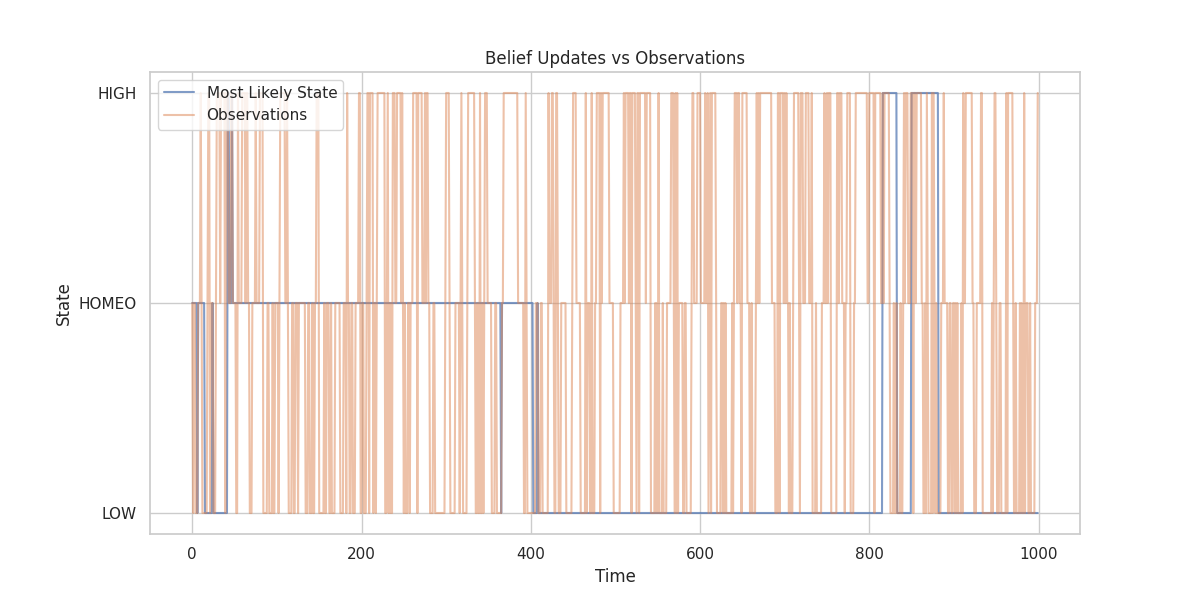 Belief Updates vs Observations
HIGH
HOMEO
LOW
State
Most Likely State
Observations
0
200
400
600
800
1000
Time